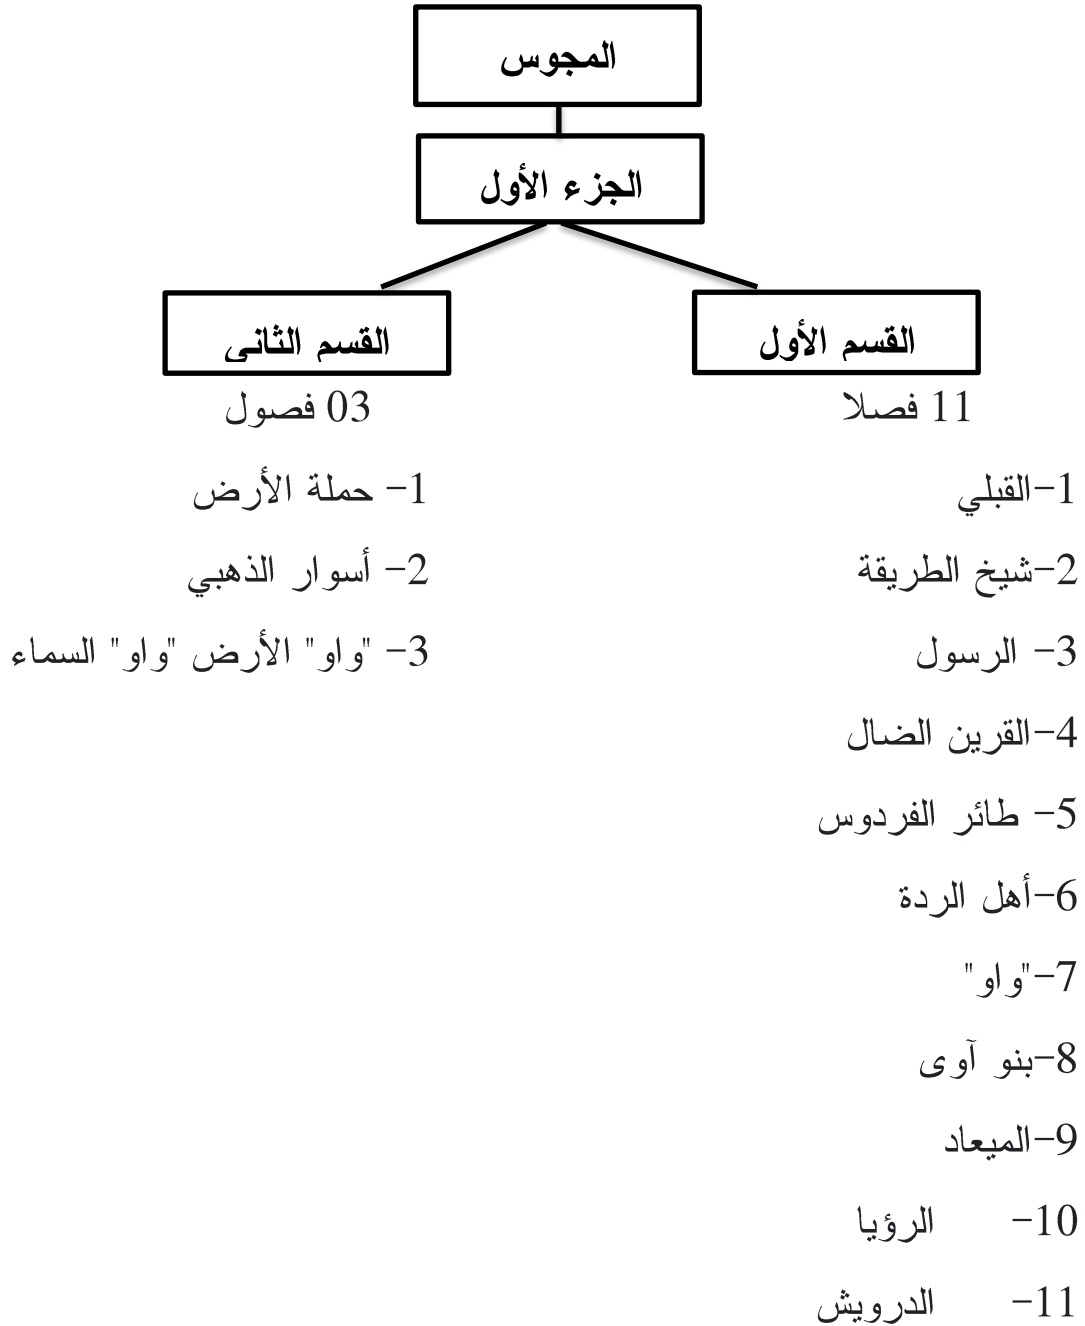 المجوس
الجزء الأول
القسم الأول
11 فصلا
1-القبلي
2-شيخ الطريقة
3- الرسول
4-القرين الضال
5- طائر الفردوس
6-أهل الردة
7-"واو"
8-بنو آوى
9-الميعاد
10- الرؤيا
11- الدرويش
القسم الثاني
03 فصول
1- حملة الأرض
2- أسوار الذهبي
3- "واو" الأرض "واو" السماء